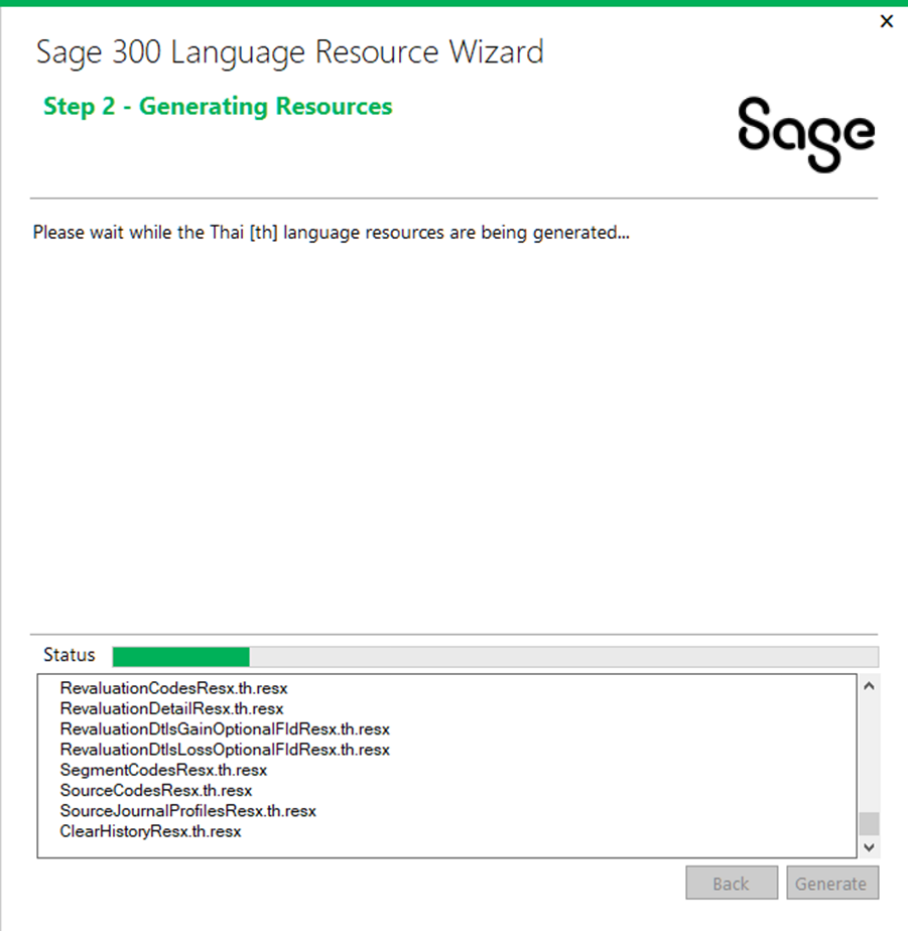 Sage 300 Language Resource Wizard
Step 2 - Generating Resources
Sage
Please wait while the Thai [th] language resources are being generated...
Status
RevaluationCodesResx.th.resx
RevaluationDetailResx.th.resx
RevaluationDtlsGainOptionalFldResx.th.resx
RevaluationDtlsLossOptionalFldResx.th.resx
SegmentCodesResx.th.resx
SourceCodesResx.th.resx
SourceJournalProfilesResx.th.resx
ClearHistoryResx.th.resx
Back Generate